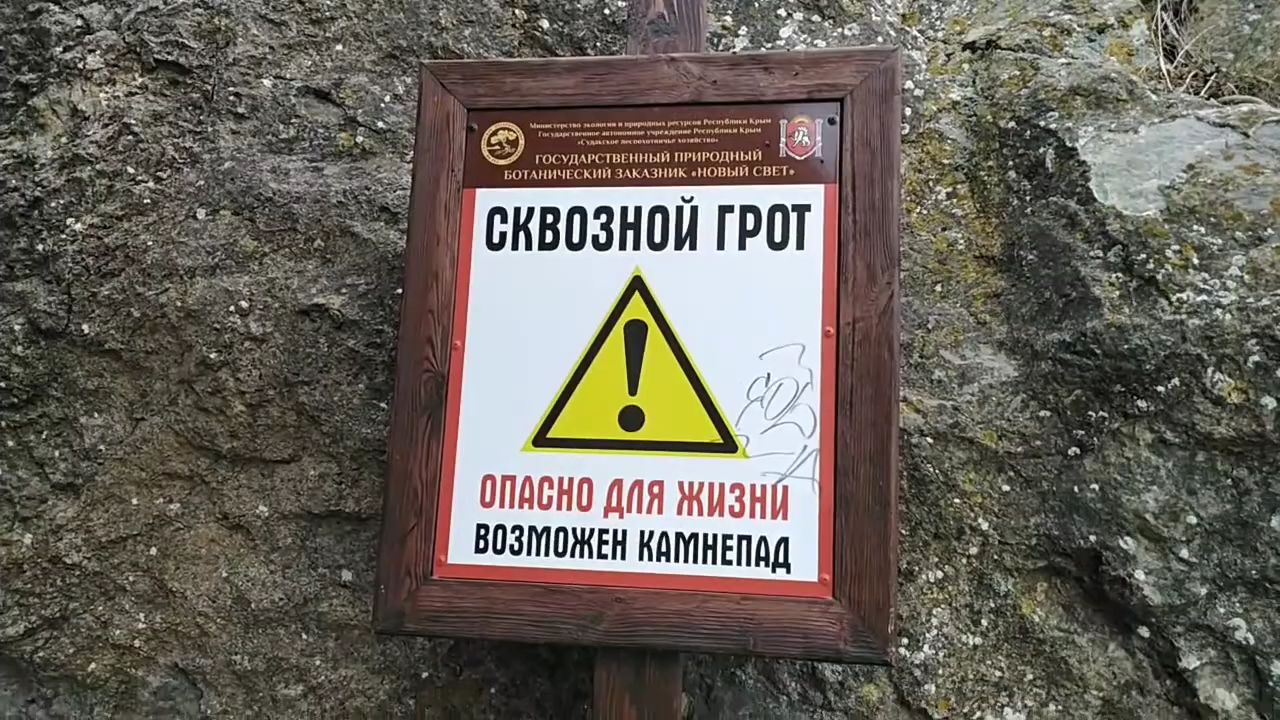 Министерство экологии и природных ресурсов Республики Крым
Государственное автономное учреждение Республики Крым
«Судакское лесоохотничье хозяйство»
ГОСУДАРСТВЕННЫЙ ПРИРОДНЫЙ
БОТАНИЧЕСКИЙ ЗАКАЗНИК «НОВЫЙ СВЕТ»
СКВОЗНОЙ ГРОТ
ОПАСНО ДЛЯ ЖИЗНИ
ВОЗМОЖЕН КАМНЕПАД